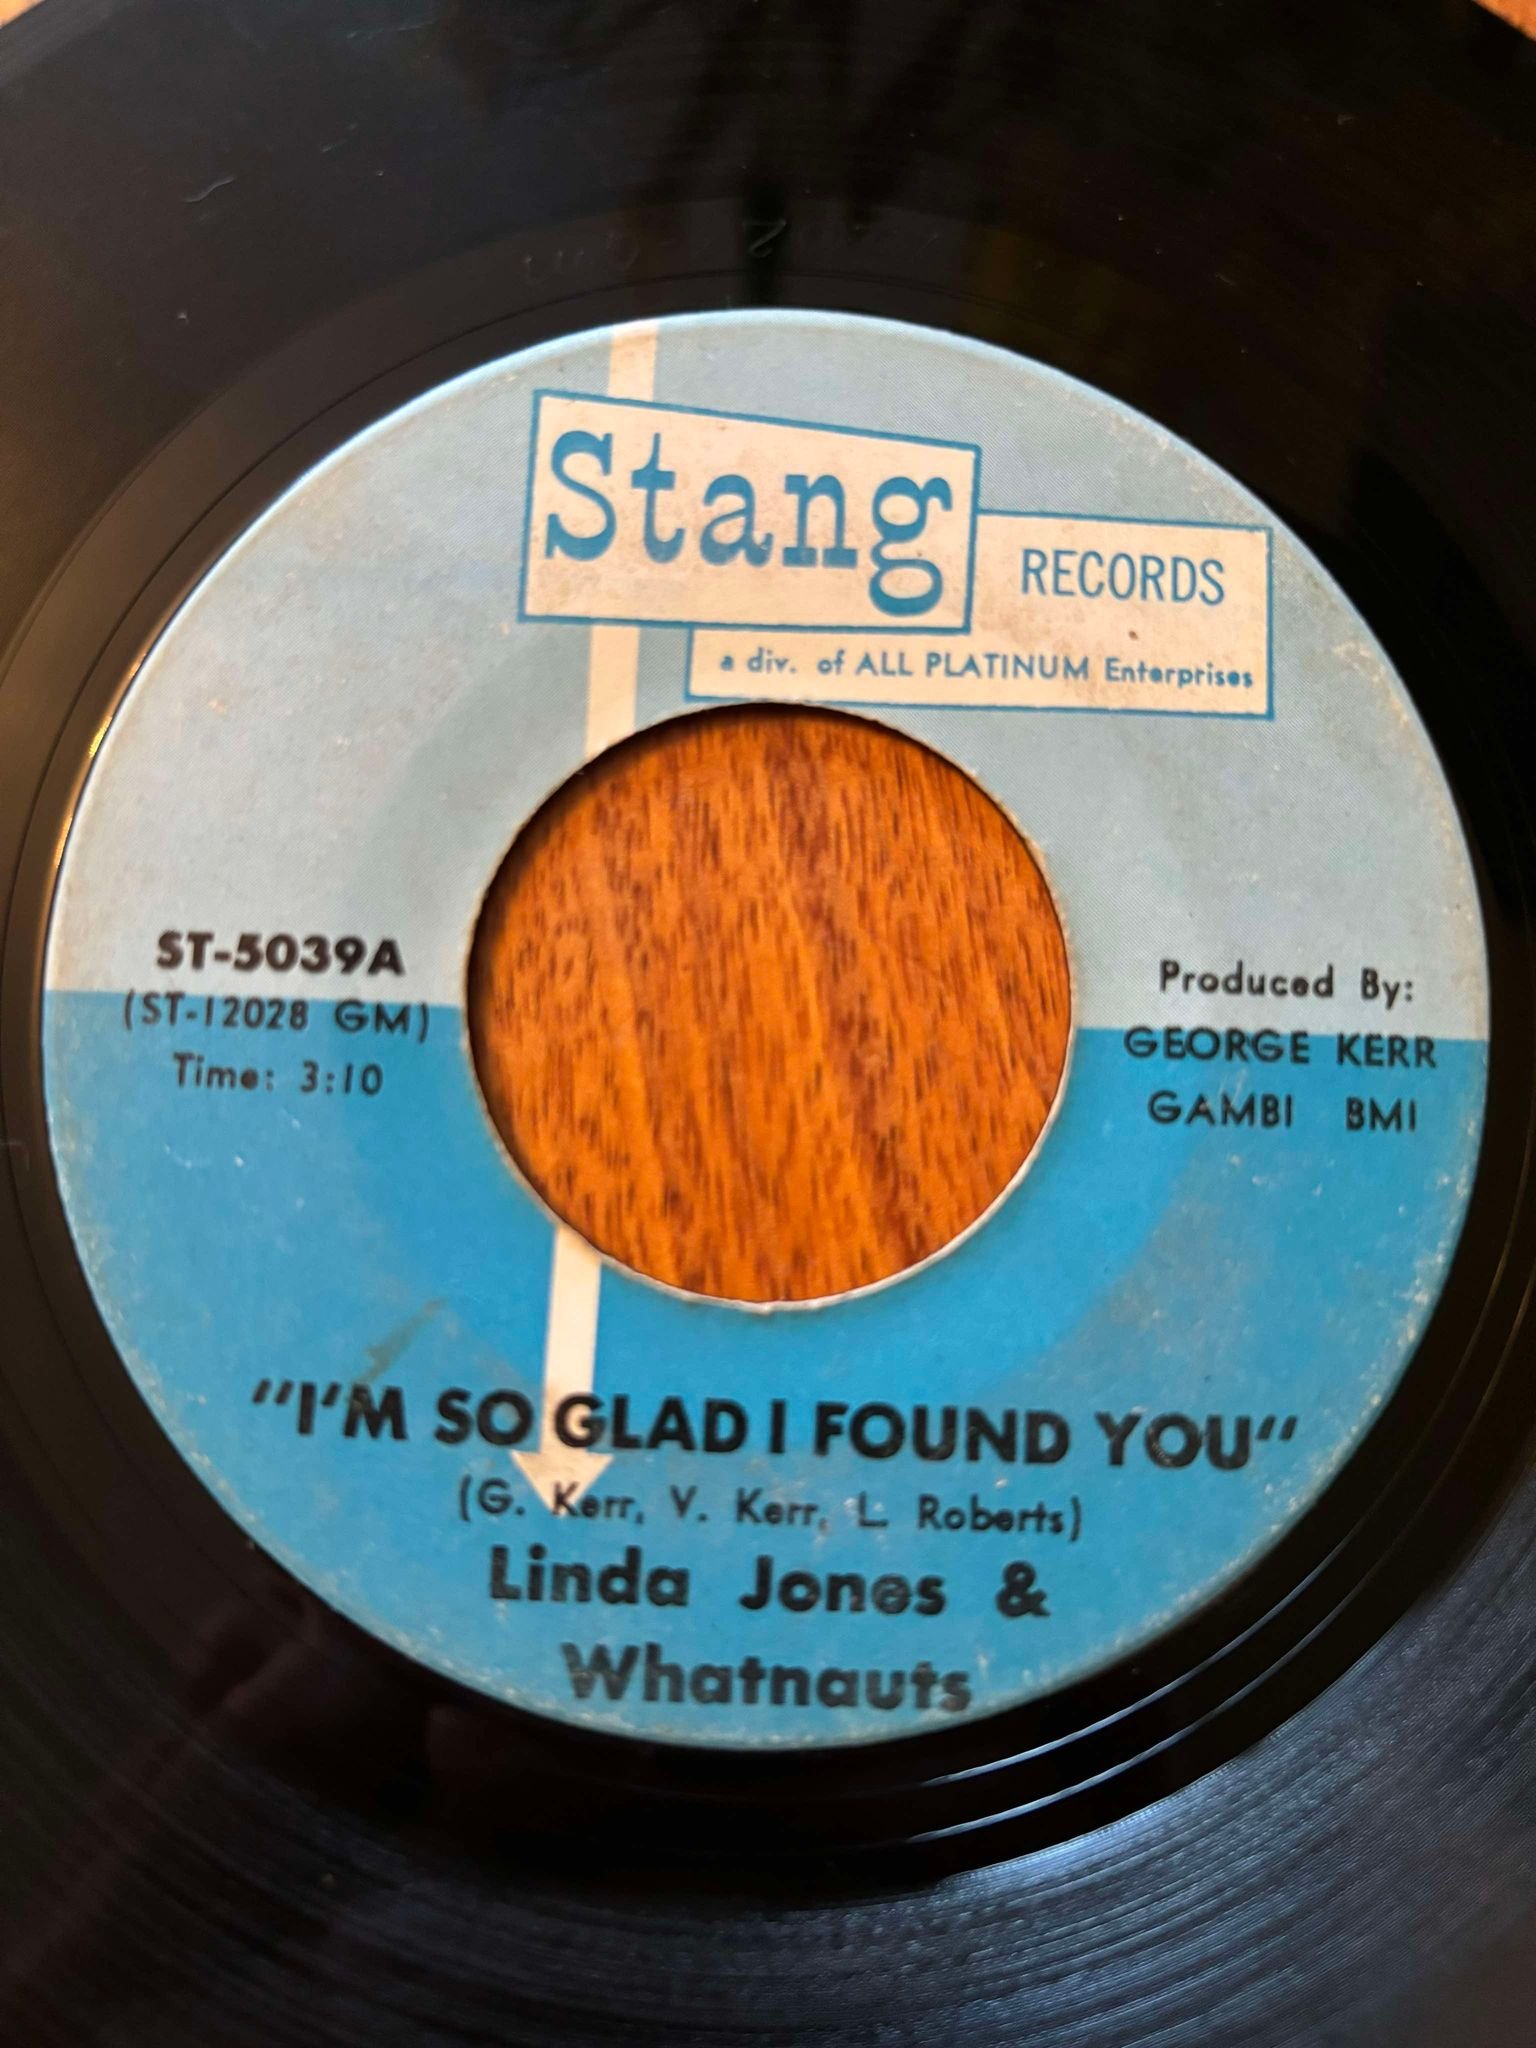 Stang
RECORDS
a div. of ALL PLATINUM Enterprises
ST-5039A
(ST-12028 GM)
Time: 3:10
Produced By:
GEORGE KERR
GAMBI BMI
"I'M SO GLAD I FOUND YOU"
(G. Kerr, V. Kerr, L. Roberts)
Linda Jones &
Whatnauts